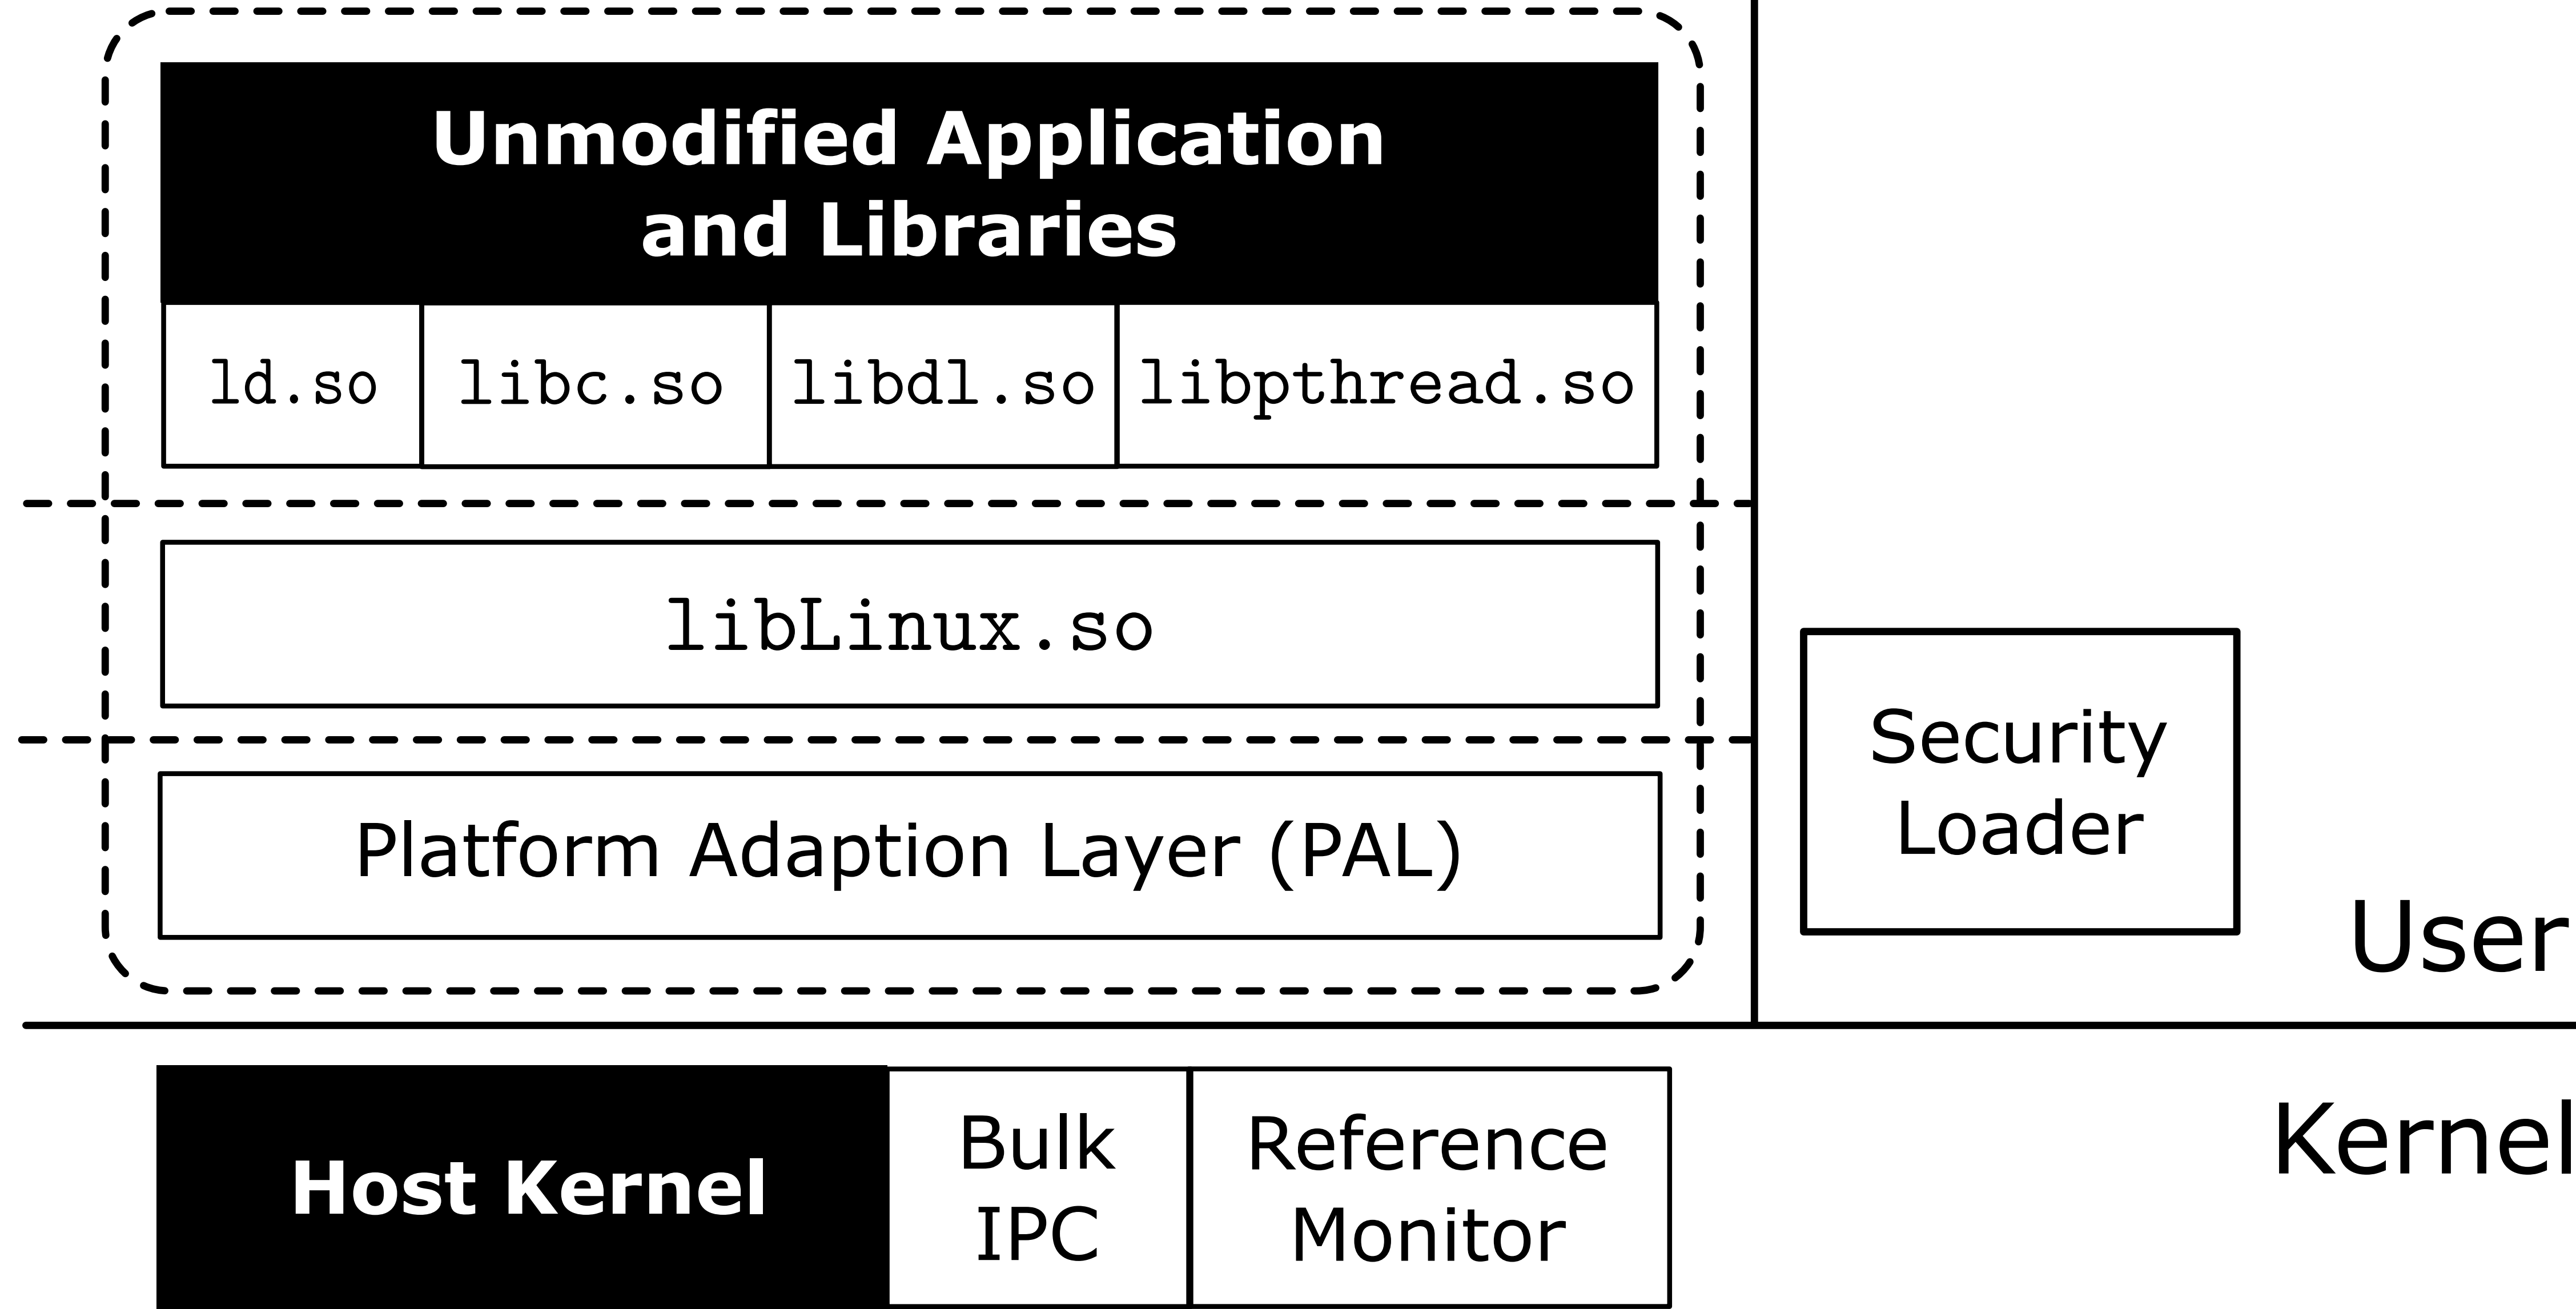 Unmodified Application
and Libraries
ld.so
libc.so
libdl.so
libpthread.so
libLinux.so
Platform Adaption Layer (PAL)
Security
Loader
User
Kernel
Host Kernel
Bulk
IPC
Reference
Monitor